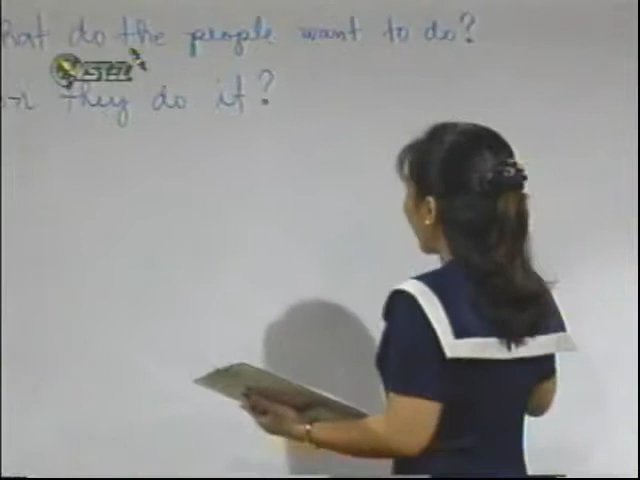 hat do the people want to do?
they do it?